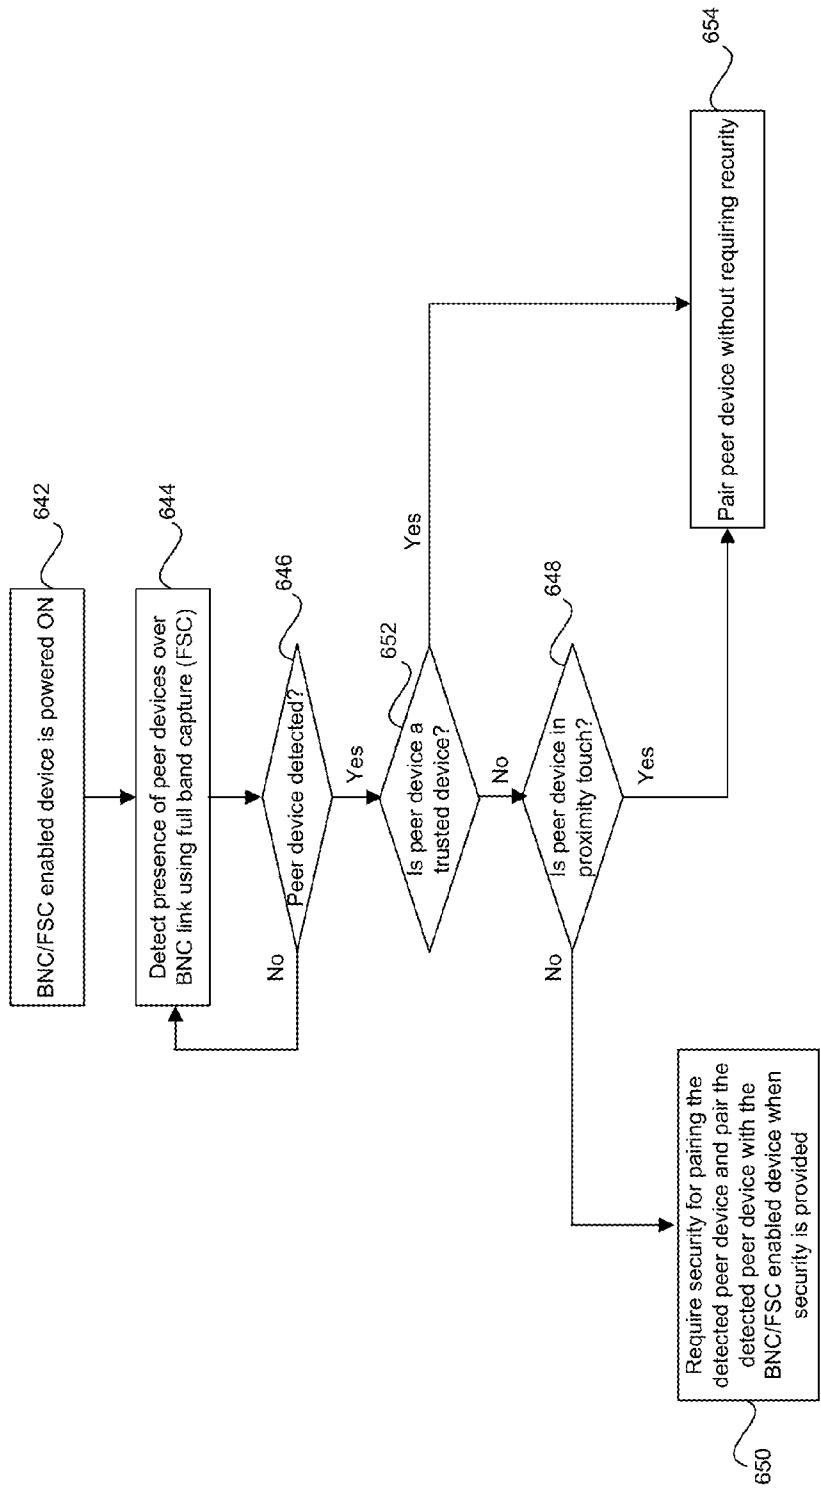 642
BNC/FSC enabled device is powered ON
644
Detect presence of peer devices over
BNC link using full band capture (FSC)
646
Peer device detected?
No
Yes
652
Is peer device a
trusted device?
Yes
No
648
Is peer device in
proximity touch?
No
Yes
Require security for pairing the
detected peer device and pair the
detected peer device with the
BNC/FSC enabled device when
security is provided
650
654
Pair peer device without requiring recurity